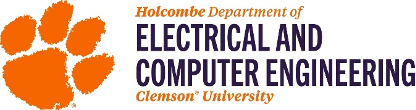 Holcombe Department of
ELECTRICAL AND
COMPUTER ENGINEERING
Clemson® University